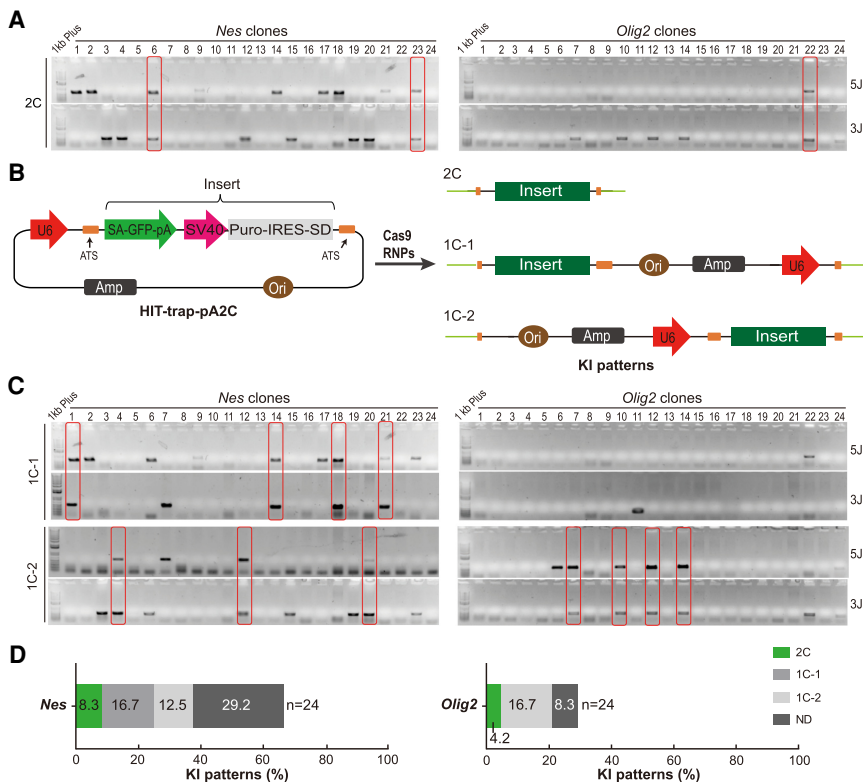 A
Nes clones
Olig2 clones
1kb Plus 1 2 3 4 5 6 7 8 9 10 11 12 13 14 15 16 17 18 19 20 21 22 23 24
1 kb Plus 1 2 3 4 5 6 7 8 9 10 11 12 13 14 15 16 17 18 19 20 21 22 23 24
2C
5J
3J
B
Insert
U6 SA-GFP-pA SV40 Puro-IRES-SD
ATS
ATS
Amp
Ori
HIT-trap-pA2C
Cas9
RNPs
2C
Insert
1C-1
Insert Ori Amp U6
1C-2
Ori Amp U6 Insert
KI patterns
C
Nes clones
Olig2 clones
1kb Plus 1 2 3 4 5 6 7 8 9 10 11 12 13 14 15 16 17 18 19 20 21 22 23 24
1 kb Plus 1 2 3 4 5 6 7 8 9 10 11 12 13 14 15 16 17 18 19 20 21 22 23 24
1C-1
5J
3J
1C-2
5J
3J
D
Nes 8.3 16.7 12.5 29.2 n=24
0 20 40 60 80 100
KI patterns (%)
Olig2 16.7 8.3 n=24
4.2
0 20 40 60 80 100
KI patterns (%)
2C
1C-1
1C-2
ND